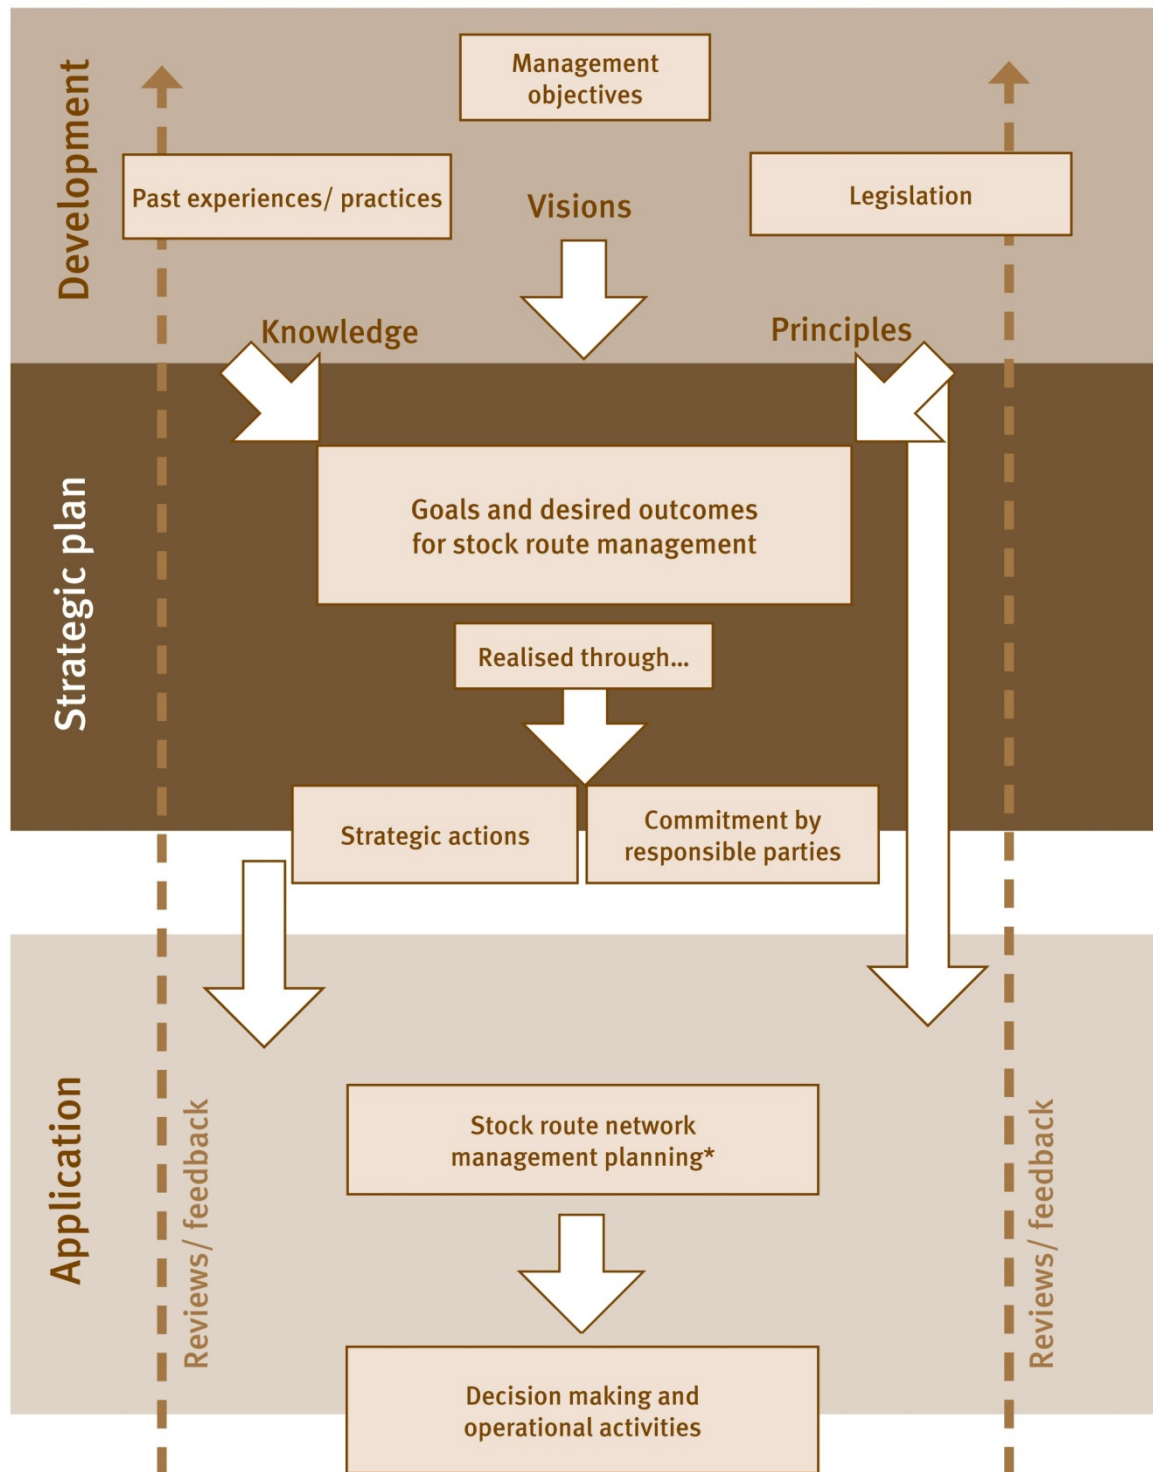 Development
Management
objectives
Past experiences/ practices
Visions
Legislation
Knowledge
Principles
Strategic plan
Goals and desired outcomes
for stock route management
Realised through...
Strategic actions
Commitment by
responsible parties
Application
Reviews/ feedback
Stock route network
management planning*
Reviews/ feedback
Decision making and
operational activities